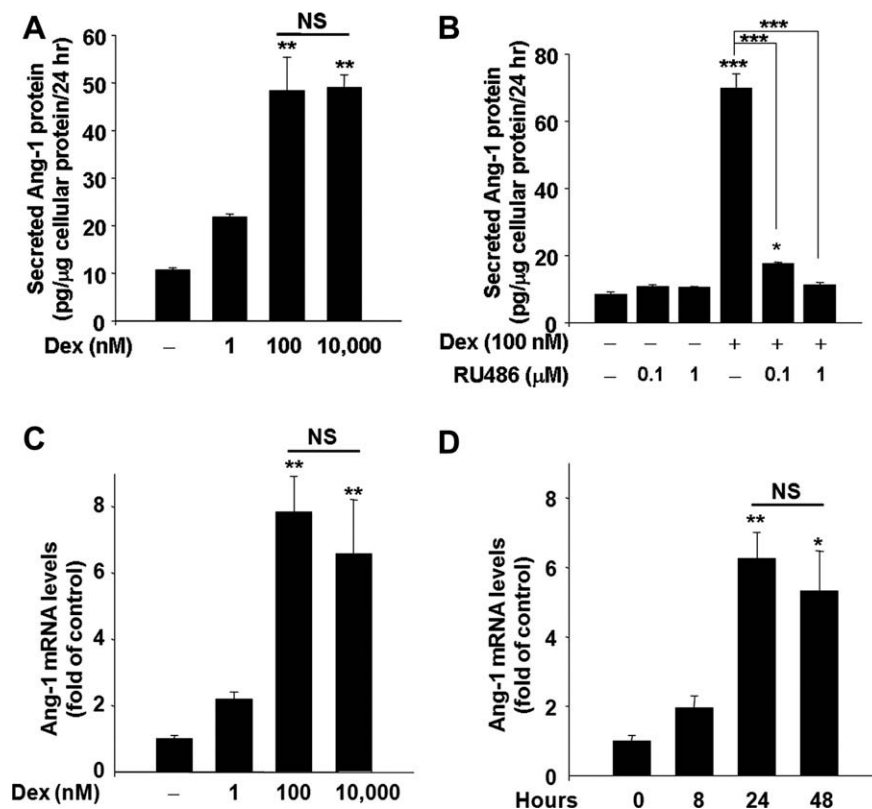 A
NS
**
**
Secreted Ang-1 protein
(pg/μg cellular protein/24 hr)
60
50
40
30
20
10
0
Dex (nM)
–
1
100
10,000
B
***
***
***
*
Secreted Ang-1 protein
(pg/μg cellular protein/24 hr)
80
60
40
20
0
Dex (100 nM)
– – – + + +
RU486 (μM)
– 0.1 1 – 0.1 1
C
NS
**
**
Ang-1 mRNA levels
(fold of control)
8
6
4
2
0
Dex (nM)
–
1
100
10,000
D
NS
**
*
Ang-1 mRNA levels
(fold of control)
8
6
4
2
0
Hours
0
8
24
48